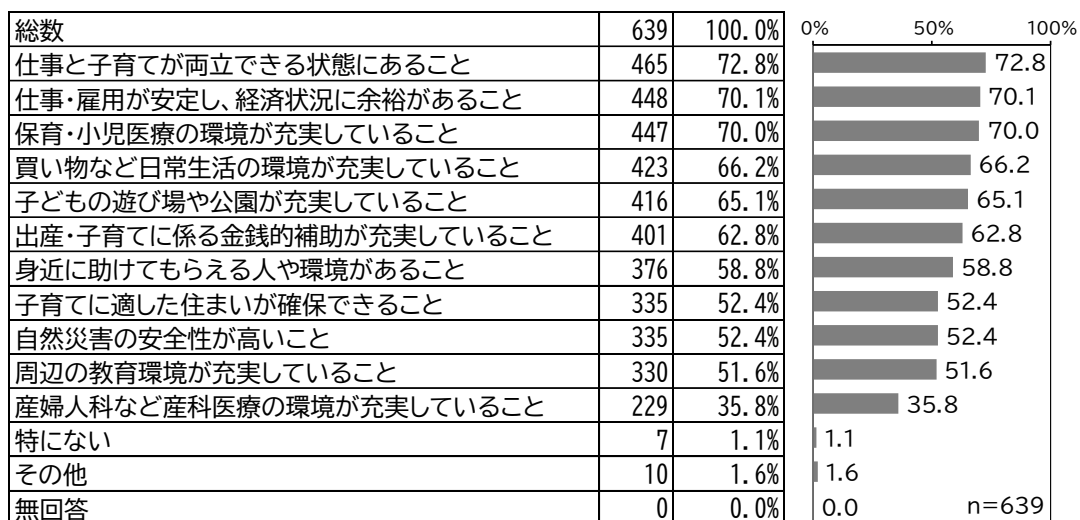 総数 639 100.0%
仕事と子育てが両立できる状態にあること 465 72.8%
仕事・雇用が安定し、経済状況に余裕があること 448 70.1%
保育・小児医療の環境が充実していること 447 70.0%
買い物など日常生活の環境が充実していること 423 66.2%
子どもの遊び場や公園が充実していること 416 65.1%
出産・子育てに係る金銭的補助が充実していること 401 62.8%
身近に助けてもらえる人や環境があること 376 58.8%
子育てに適した住まいが確保できること 335 52.4%
自然災害の安全性が高いこと 335 52.4%
周辺の教育環境が充実していること 330 51.6%
産婦人科など産科医療の環境が充実していること 229 35.8%
特にない 7 1.1%
その他 10 1.6%
無回答 0 0.0%
0% 50% 100%
72.8
70.1
70.0
66.2
65.1
62.8
58.8
52.4
52.4
51.6
35.8
1.1
1.6
0.0 n=639